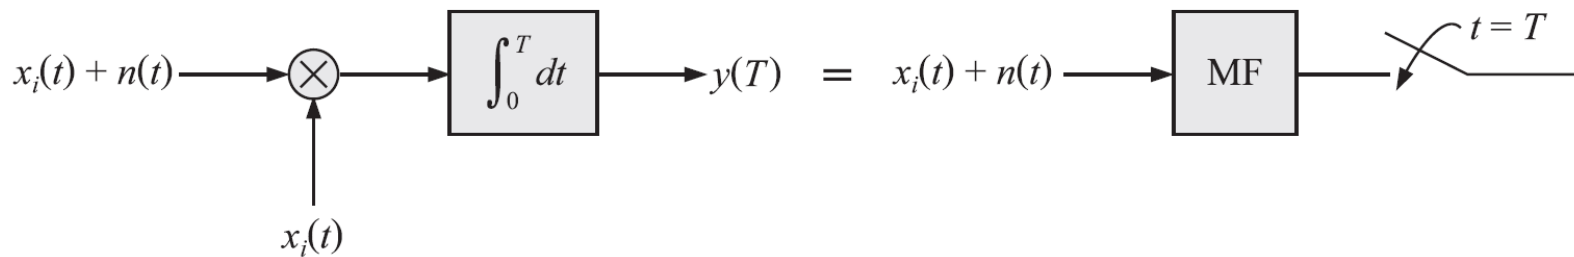 xᵢ(t) + n(t) ∫₀ᵀ dt y(T) = xᵢ(t) + n(t) MF t = T
xᵢ(t)